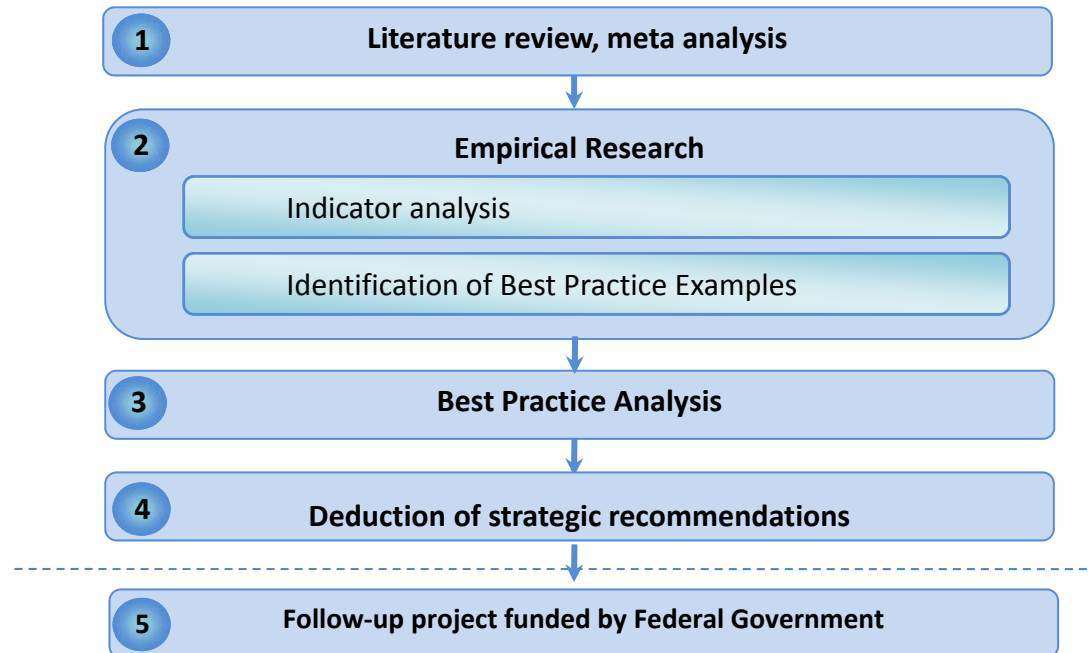 1
Literature review, meta analysis
2
Empirical Research
Indicator analysis
Identification of Best Practice Examples
3
Best Practice Analysis
4
Deduction of strategic recommendations
5
Follow-up project funded by Federal Government